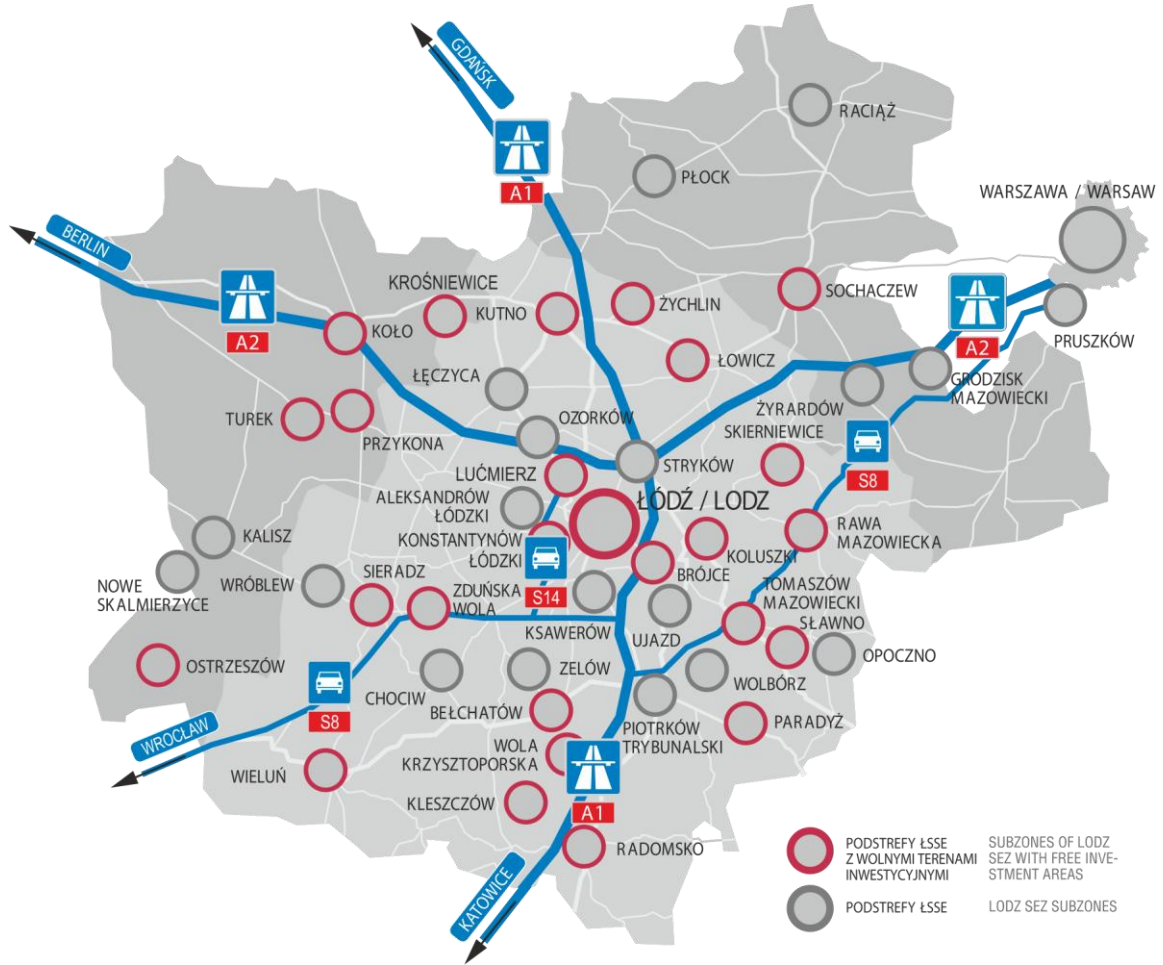 GDAŃSK
A1
RACIĄŻ
PŁOCK
WARSZAWA / WARSAW
BERLIN
A2
KROŚNIEWICE
KUTNO
ŻYCHLIN
SOCHACZEW
A2
PRUSZKÓW
KOŁO
ŁOWICZ
ŁĘCZYCA
GRODZISK
MAZOWIECKI
ŻYRARDÓW
TUREK
PRZYKONA
OZORKÓW
SKIERNIEWICE
S8
STRYKÓW
LUĆMIERZ
ALEKSANDRÓW
ŁÓDZKI
ŁÓDŹ / LODZ
KONSTANTYNÓW
ŁÓDZKI
S14
KOLUSZKI
RAWA
MAZOWIECKA
KALISZ
NOWE
SKALMIERZYCE
WRÓBLEW
SIERADZ
ZDUŃSKA
WOLA
BRÓJCE
TOMASZÓW
MAZOWIECKI
SŁAWNO
KSAWERÓW
UJAZD
OPOCZNO
OSTRZESZÓW
S8
CHOCIW
ZELÓW
WOLBÓRZ
BEŁCHATÓW
PIOTRKÓW
TRYBUNALSKI
PARADYŻ
WROCŁAW
WIELUŃ
WOLA
KRZYSZTOPORSKA
A1
KLESZCZÓW
RADOMSKO
KATOWICE
PODSTREFY ŁSSE
Z WOLNYMI TERENAMI
INWESTYCYJNYMI
SUBZONES OF LODZ
SEZ WITH FREE INVE-
STMENT AREAS
PODSTREFY ŁSSE
LODZ SEZ SUBZONES